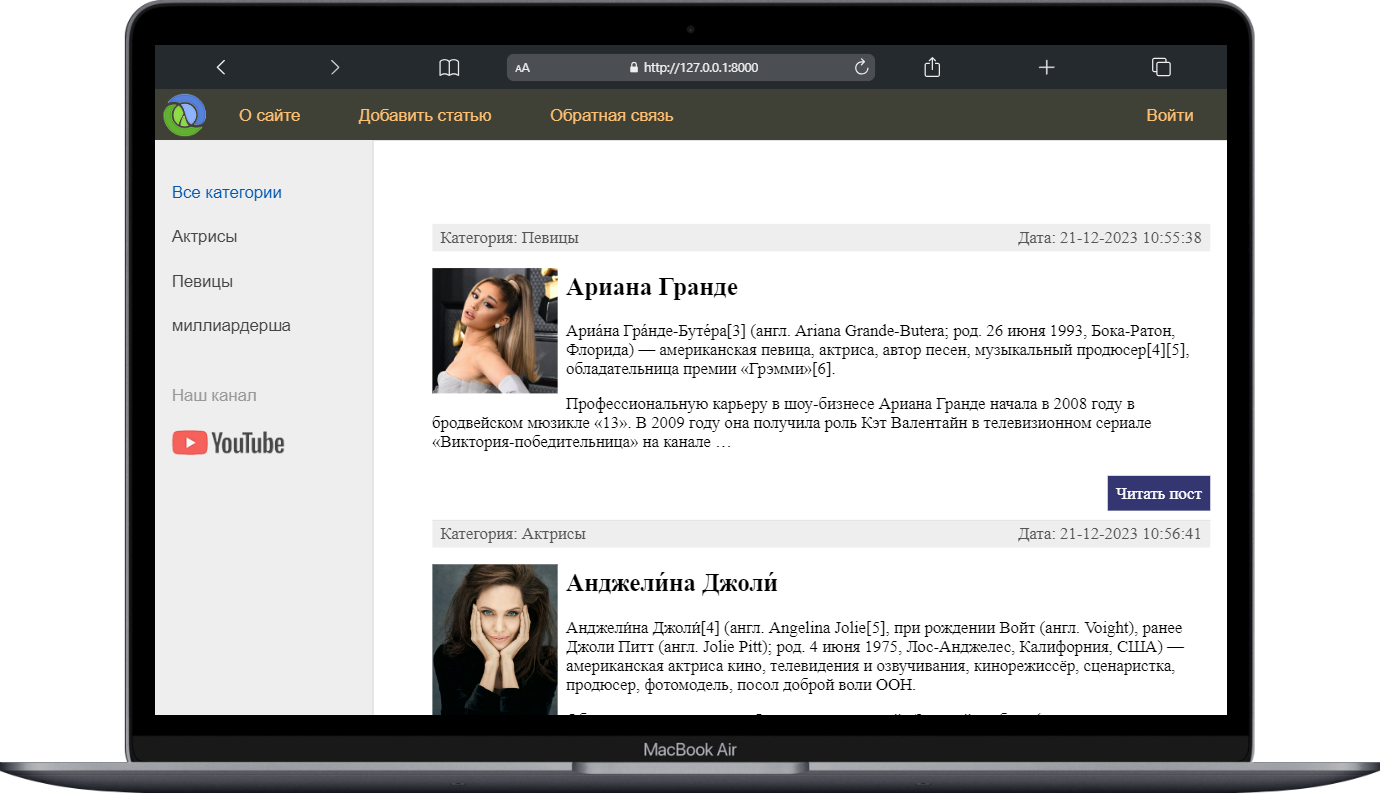 AA http://127.0.0.1:8000
О сайте Добавить статью Обратная связь Войти
Все категории
Актрисы
Певицы
миллиардерша
Наш канал
YouTube
Категория: Певицы Дата: 21-12-2023 10:55:38
Ариана Гранде
Ариа́на Гра́нде-Буте́ра[3] (англ. Ariana Grande-Butera; род. 26 июня 1993, Бока-Ратон,
Флорида) — американская певица, актриса, автор песен, музыкальный продюсер[4][5],
обладательница премии «Грэмми»[6].
Профессиональную карьеру в шоу-бизнесе Ариана Гранде начала в 2008 году в
бродвейском мюзикле «13». В 2009 году она получила роль Кэт Валентайн в телевизионном сериале
«Виктория-победительница» на канале …
Читать пост
Категория: Актрисы Дата: 21-12-2023 10:56:41
Анджели́на Джоли́
Анджели́на Джоли́[4] (англ. Angelina Jolie[5], при рождении Войт (англ. Voight), ранее
Джоли Питт (англ. Jolie Pitt); род. 4 июня 1975, Лос-Анджелес, Калифорния, США) —
американская актриса кино, телевидения и озвучивания, кинорежиссёр, сценаристка,
продюсер, фотомодель, посол доброй воли ООН.
MacBook Air